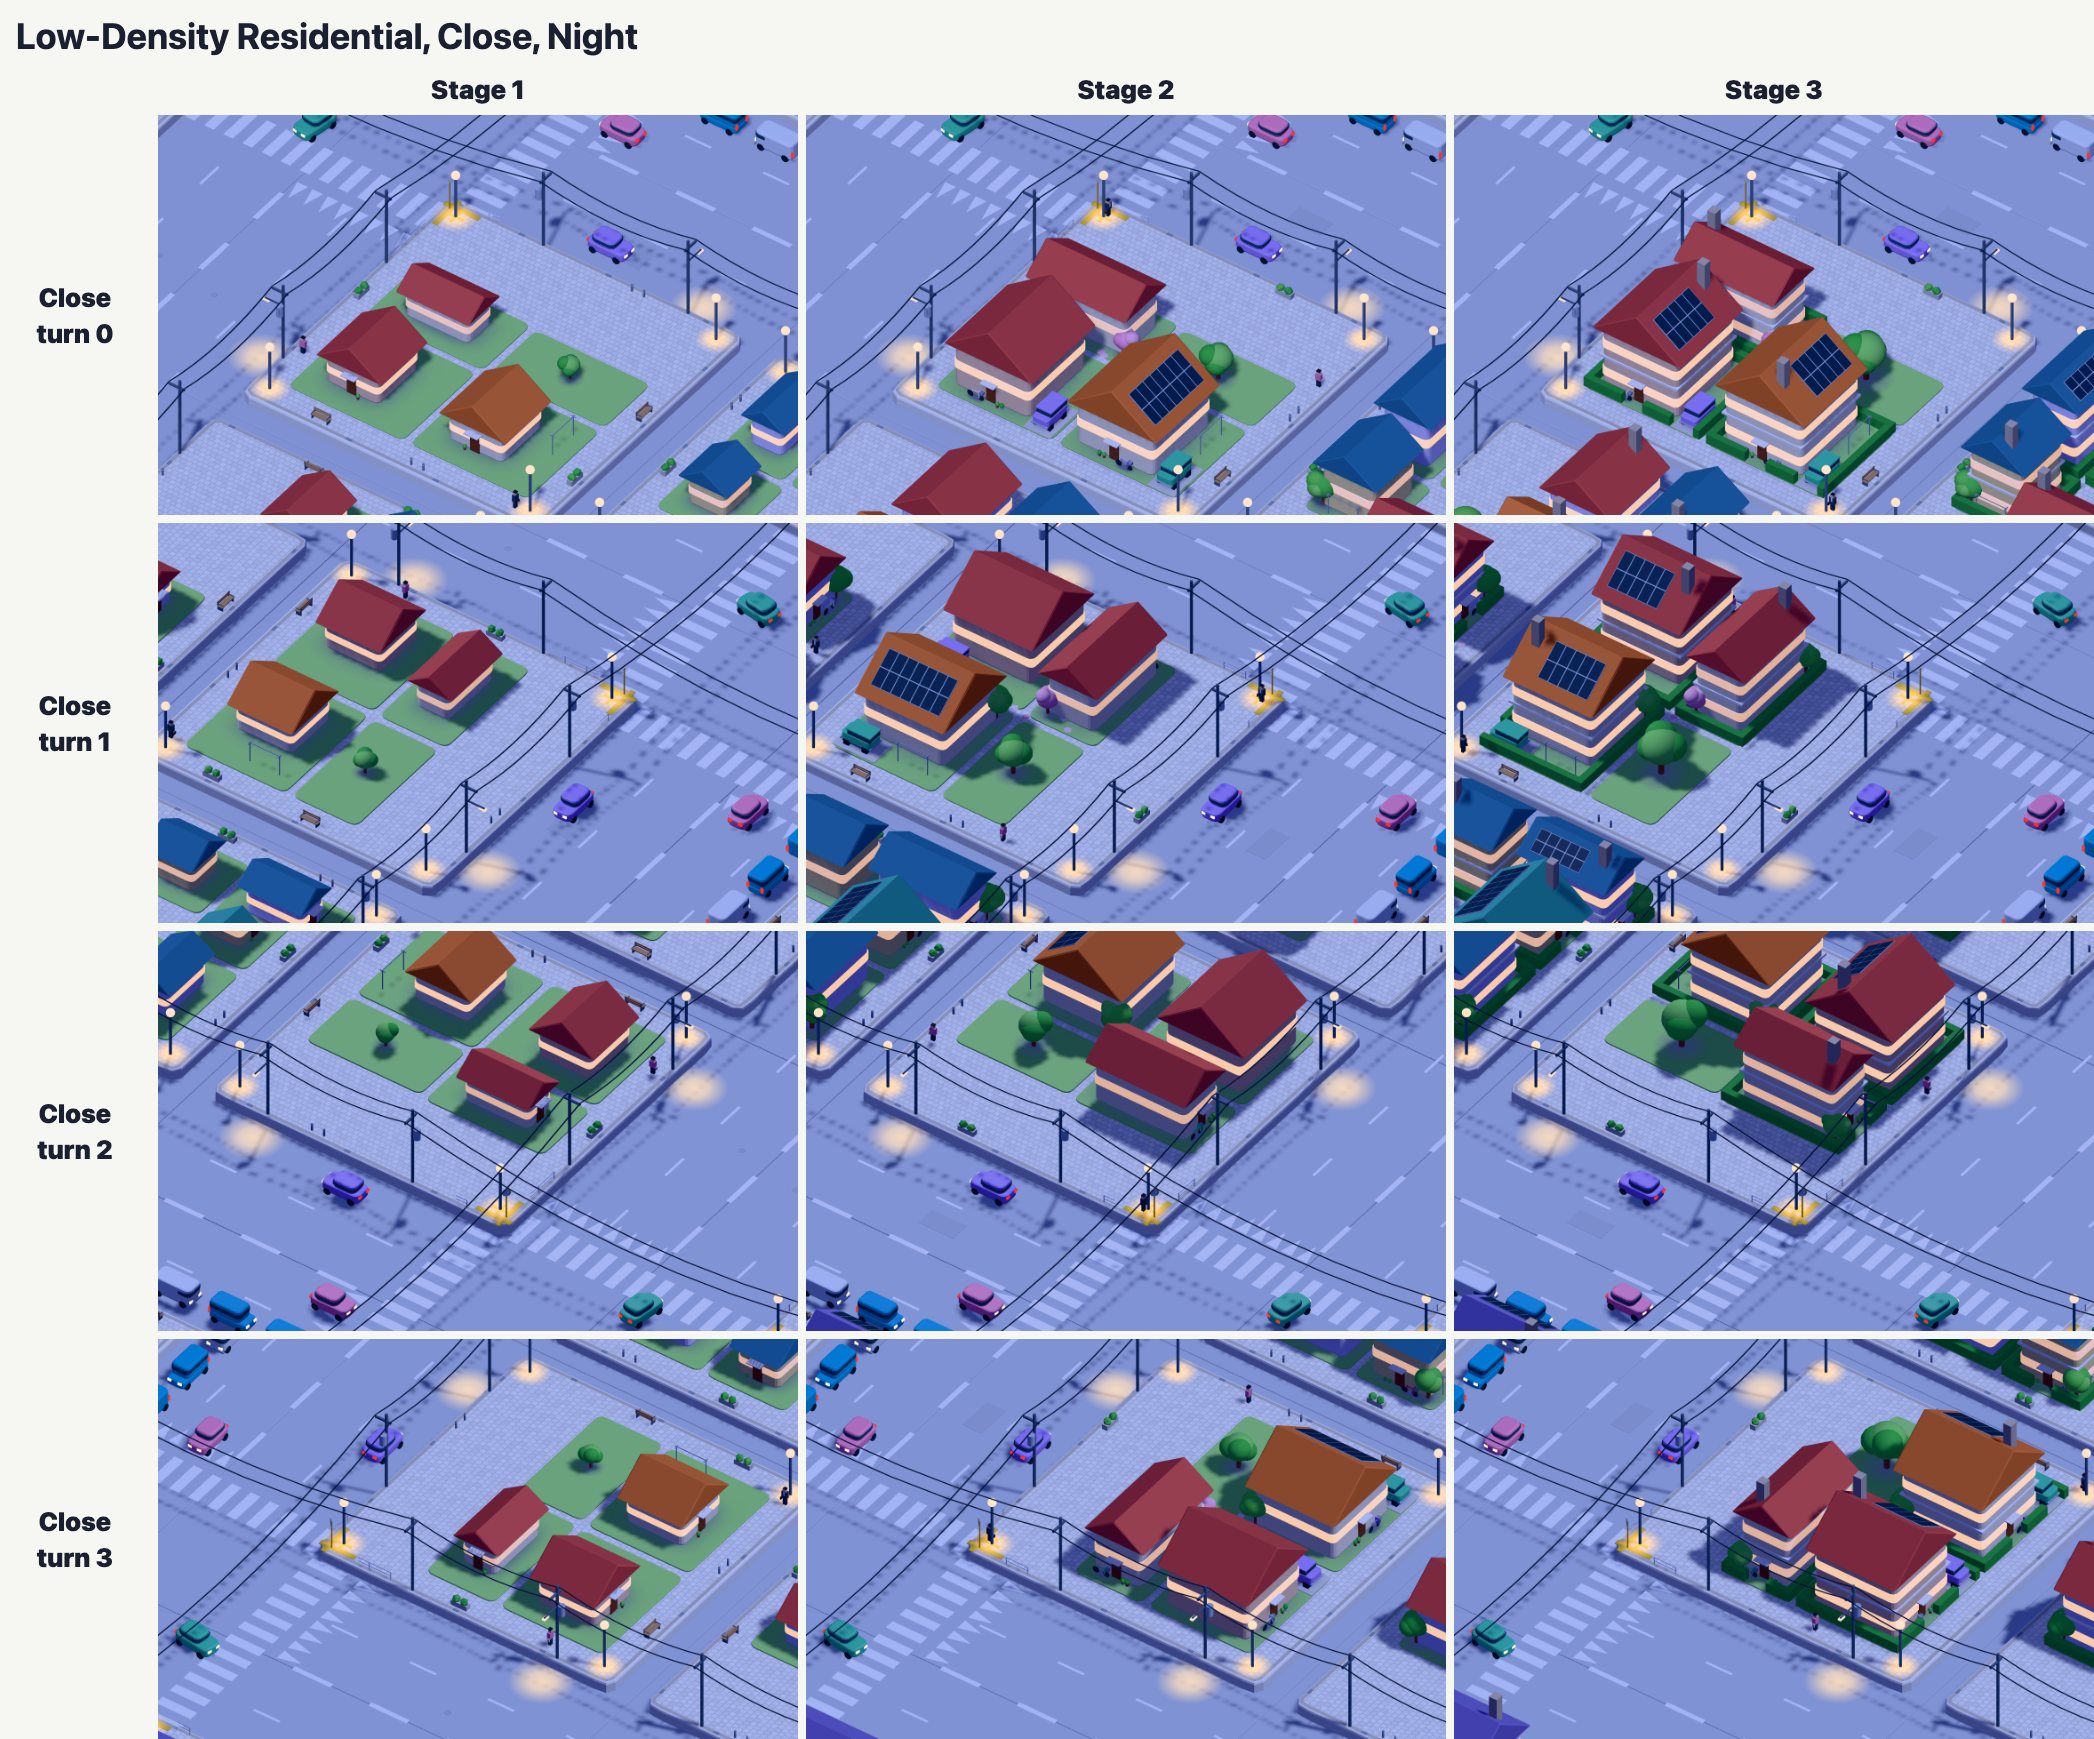 Low-Density Residential, Close, Night
Stage 1
Stage 2
Stage 3
Close
turn 0
Close
turn 1
Close
turn 2
Close
turn 3